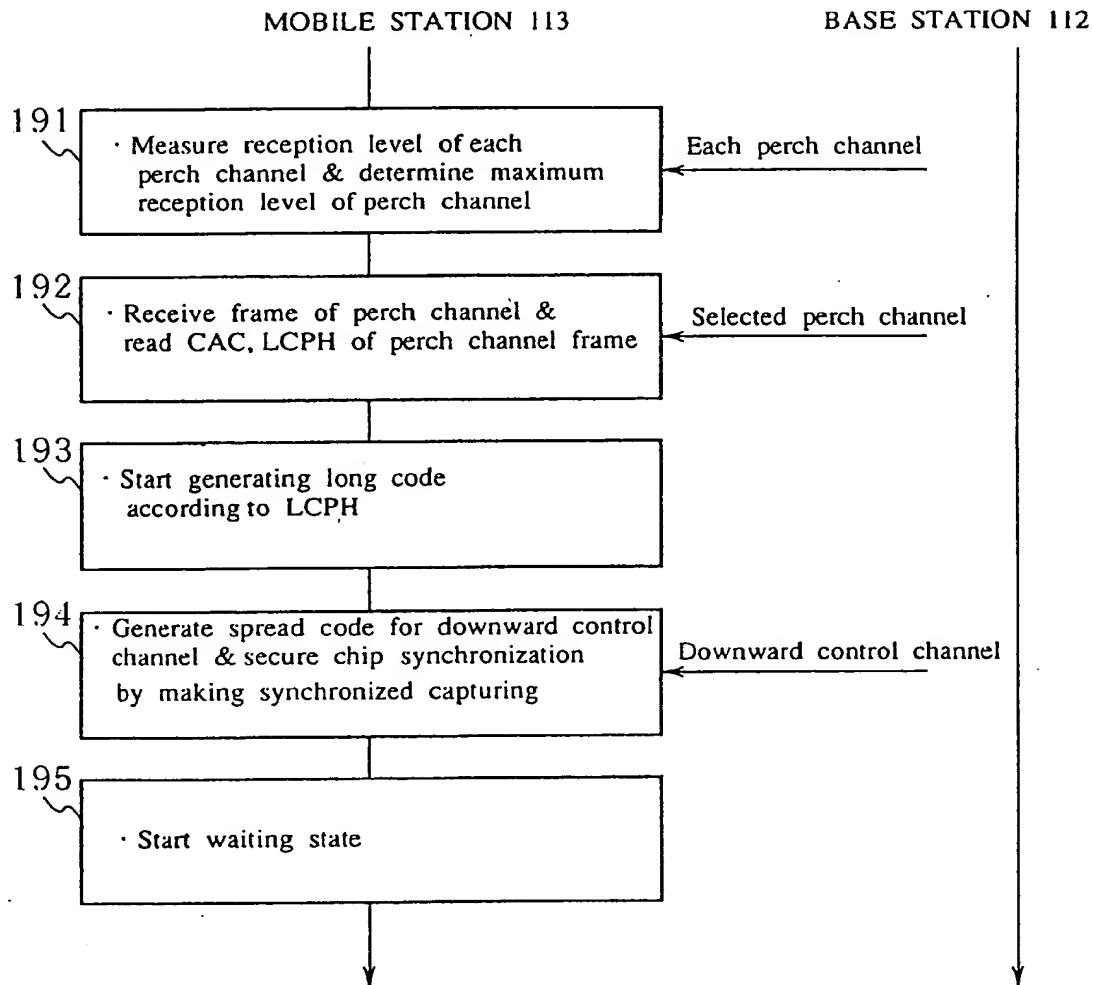 MOBILE STATION 113 BASE STATION 112
191
· Measure reception level of each
perch channel & determine maximum
reception level of perch channel
Each perch channel
192
· Receive frame of perch channel &
read CAC, LCPH of perch channel frame
Selected perch channel
193
· Start generating long code
according to LCPH
194
· Generate spread code for downward control
channel & secure chip synchronization
by making synchronized capturing
Downward control channel
195
· Start waiting state